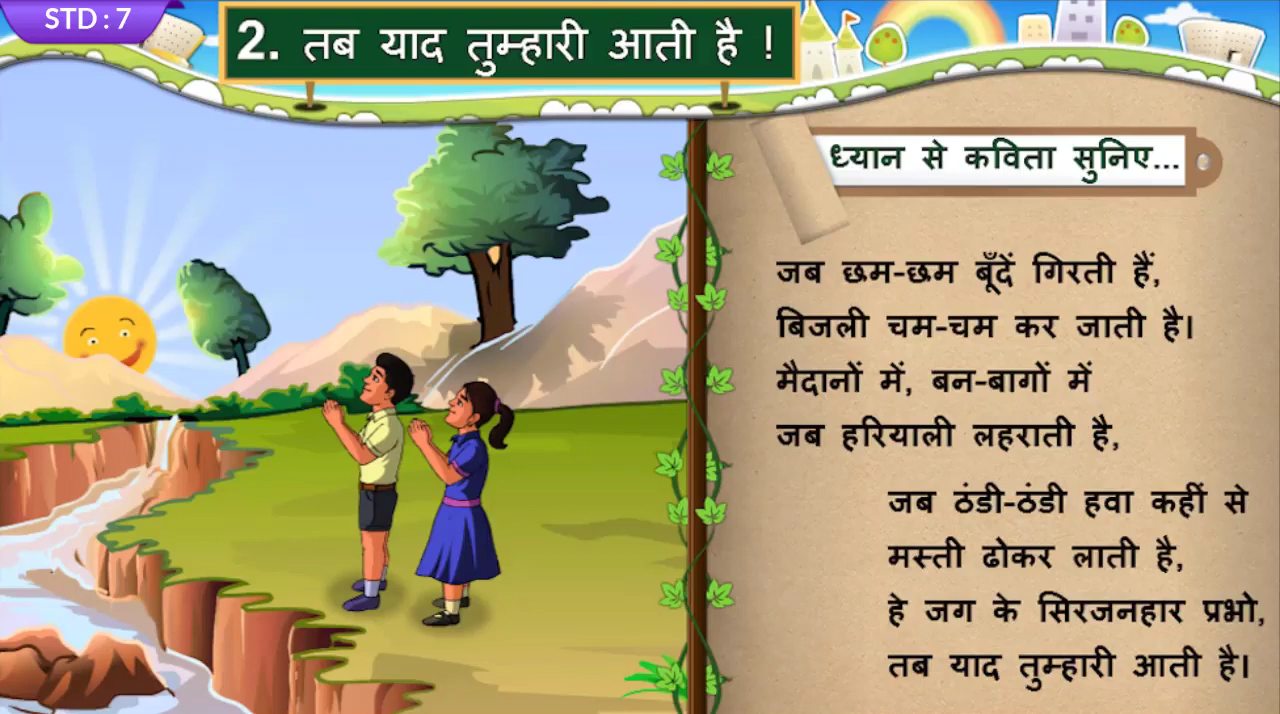 STD : 7
2. तब याद तुम्हारी आती है !
ध्यान से कविता सुनिए...
जब छम-छम बूँदें गिरती हैं,
बिजली चम-चम कर जाती है।
मैदानों में, बन-बागों में
जब हरियाली लहराती है,
जब ठंडी-ठंडी हवा कहीं से
मस्ती ढोकर लाती है,
हे जग के सिरजनहार प्रभो,
तब याद तुम्हारी आती है।